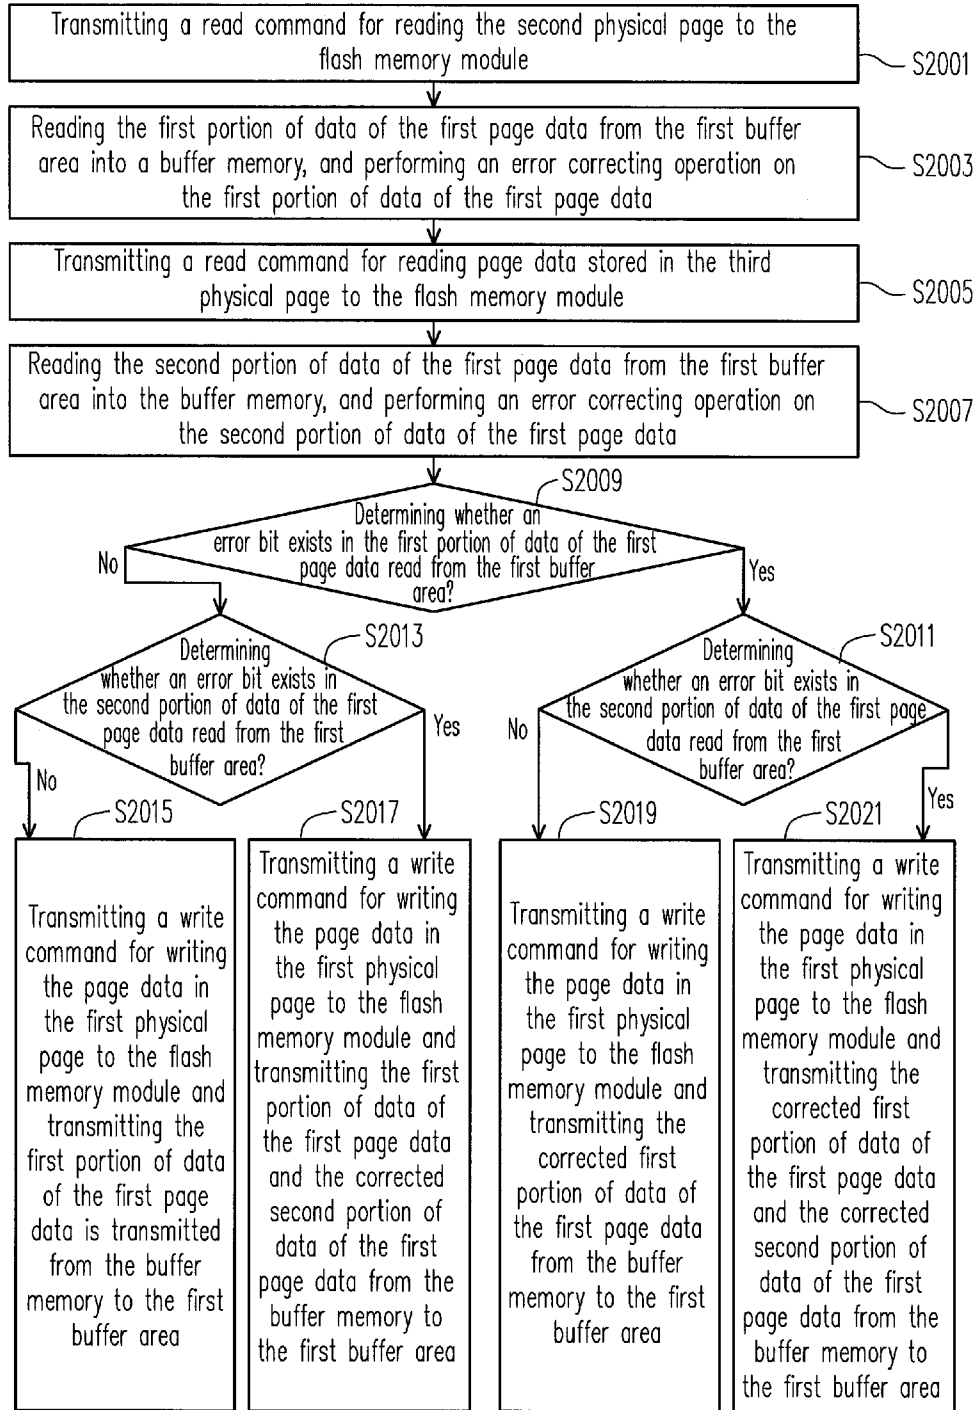 Transmitting a read command for reading the second physical page to the
flash memory module
S2001
Reading the first portion of data of the first page data from the first buffer
area into a buffer memory, and performing an error correcting operation on
the first portion of data of the first page data
S2003
Transmitting a read command for reading page data stored in the third
physical page to the flash memory module
S2005
Reading the second portion of data of the first page data from the first buffer
area into the buffer memory, and performing an error correcting operation on
the second portion of data of the first page data
S2007
S2009
Determining whether an
error bit exists in the first portion of data of the first
page data read from the first buffer
area?
No
Yes
S2013
Determining
whether an error bit exists in
the second portion of data of the first
page data read from the first
buffer area?
No
Yes
S2011
Determining
whether an error bit exists in
the second portion of data of the first page
data read from the first
buffer area?
No
Yes
S2015
Transmitting a write
command for writing
the page data in
the first physical
page to the flash
memory module and
transmitting the
first portion of data
of the first page
data is transmitted
from the buffer
memory to the first
buffer area
S2017
Transmitting a write
command for writing
the page data in
the first physical
page to the flash
memory module and
transmitting the first
portion of data of
the first page data
and the corrected
second portion of
data of the first
page data from the
buffer memory to
the first buffer area
S2019
Transmitting a write
command for writing
the page data in
the first physical
page to the flash
memory module and
transmitting the
corrected first
portion of data of
the first page data
from the buffer
memory to the first
buffer area
S2021
Transmitting a write
command for writing
the page data in
the first physical
page to the flash
memory module and
transmitting the
corrected first
portion of data of
the first page data
and the corrected
second portion of
data of the first
page data from the
buffer memory to
the first buffer area